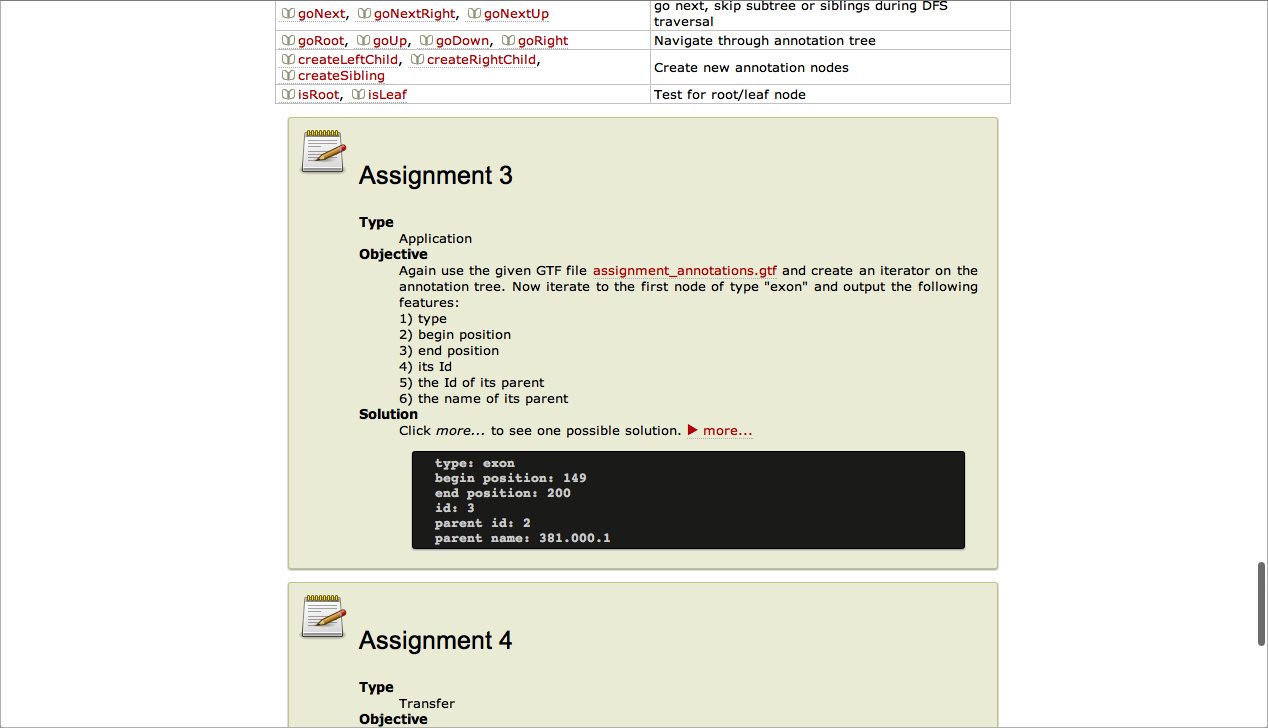 goNext, goNextRight, goNextUp
go next, skip subtree or siblings during DFS
traversal
goRoot, goUp, goDown, goRight
Navigate through annotation tree
createLeftChild, createRightChild,
createSibling
Create new annotation nodes
isRoot, isLeaf
Test for root/leaf node
Assignment 3
Type
Application
Objective
Again use the given GTF file assignment_annotations.gtf and create an iterator on the
annotation tree. Now iterate to the first node of type "exon" and output the following
features:
1) type
2) begin position
3) end position
4) its Id
5) the Id of its parent
6) the name of its parent
Solution
Click more... to see one possible solution. more...
type: exon
begin position: 149
end position: 200
id: 3
parent id: 2
parent name: 381.000.1
Assignment 4
Type
Transfer
Objective